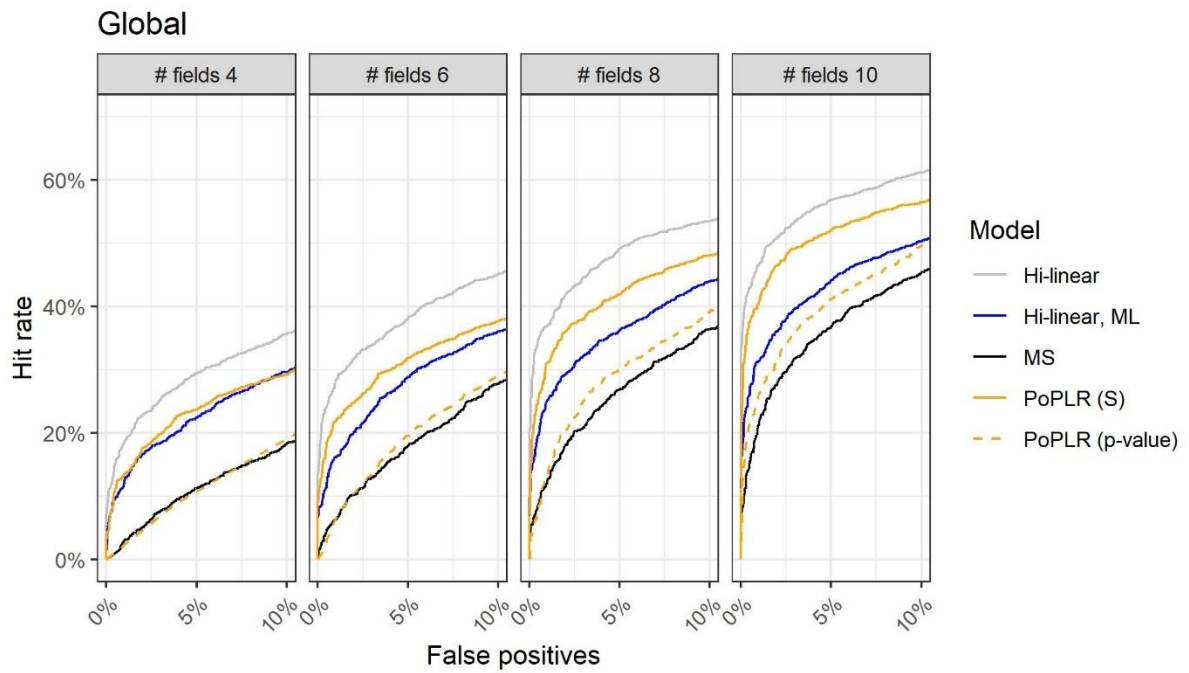 Global
# fields 4
# fields 6
# fields 8
# fields 10
60%
40%
20%
0%
Hit rate
0% 5% 10%
0% 5% 10%
0% 5% 10%
0% 5% 10%
False positives
Model
Hi-linear
Hi-linear, ML
MS
PoPLR (S)
PoPLR (p-value)